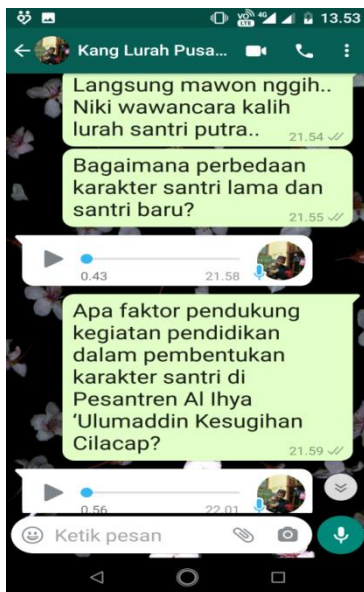 13.53
Kang Lurah Pusa...
Langsung mawon nggih..
Niki wawancara kalih
lurah santri putra..
21.54
Bagaimana perbedaan
karakter santri lama dan
santri baru?
21.55
0.43 21.58
Apa faktor pendukung
kegiatan pendidikan
dalam pembentukan
karakter santri di
Pesantren Al Ihya
‘Ulumaddin Kesugihan
Cilacap?
21.59
0.56 22.01
Ketik pesan